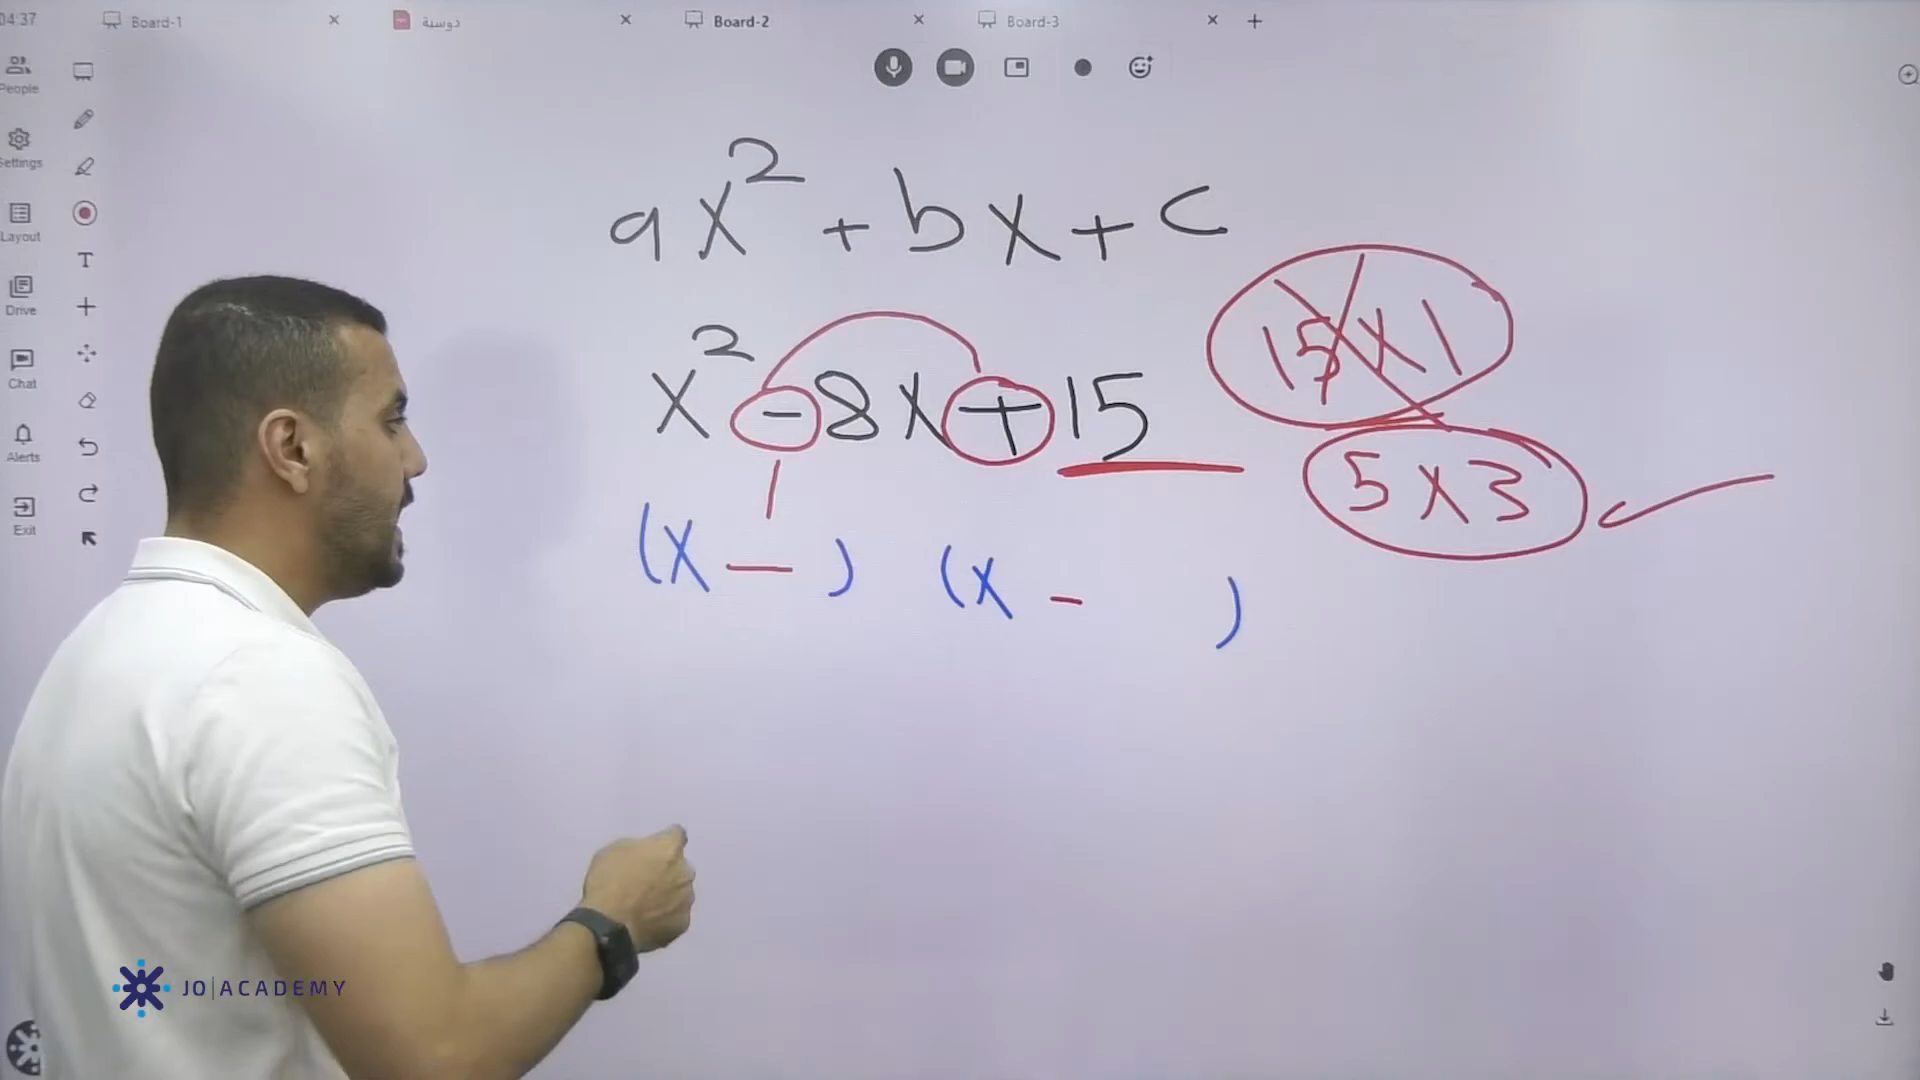 04:37
Board-1
دوسية
Board-2
Board-3
People
Settings
Layout
Drive
Chat
Alerts
Exit
T
ax² + bx + c
x² - 8x + 15
15 x 1
5 x 3
(x - ) (x - )
JO|ACADEMY